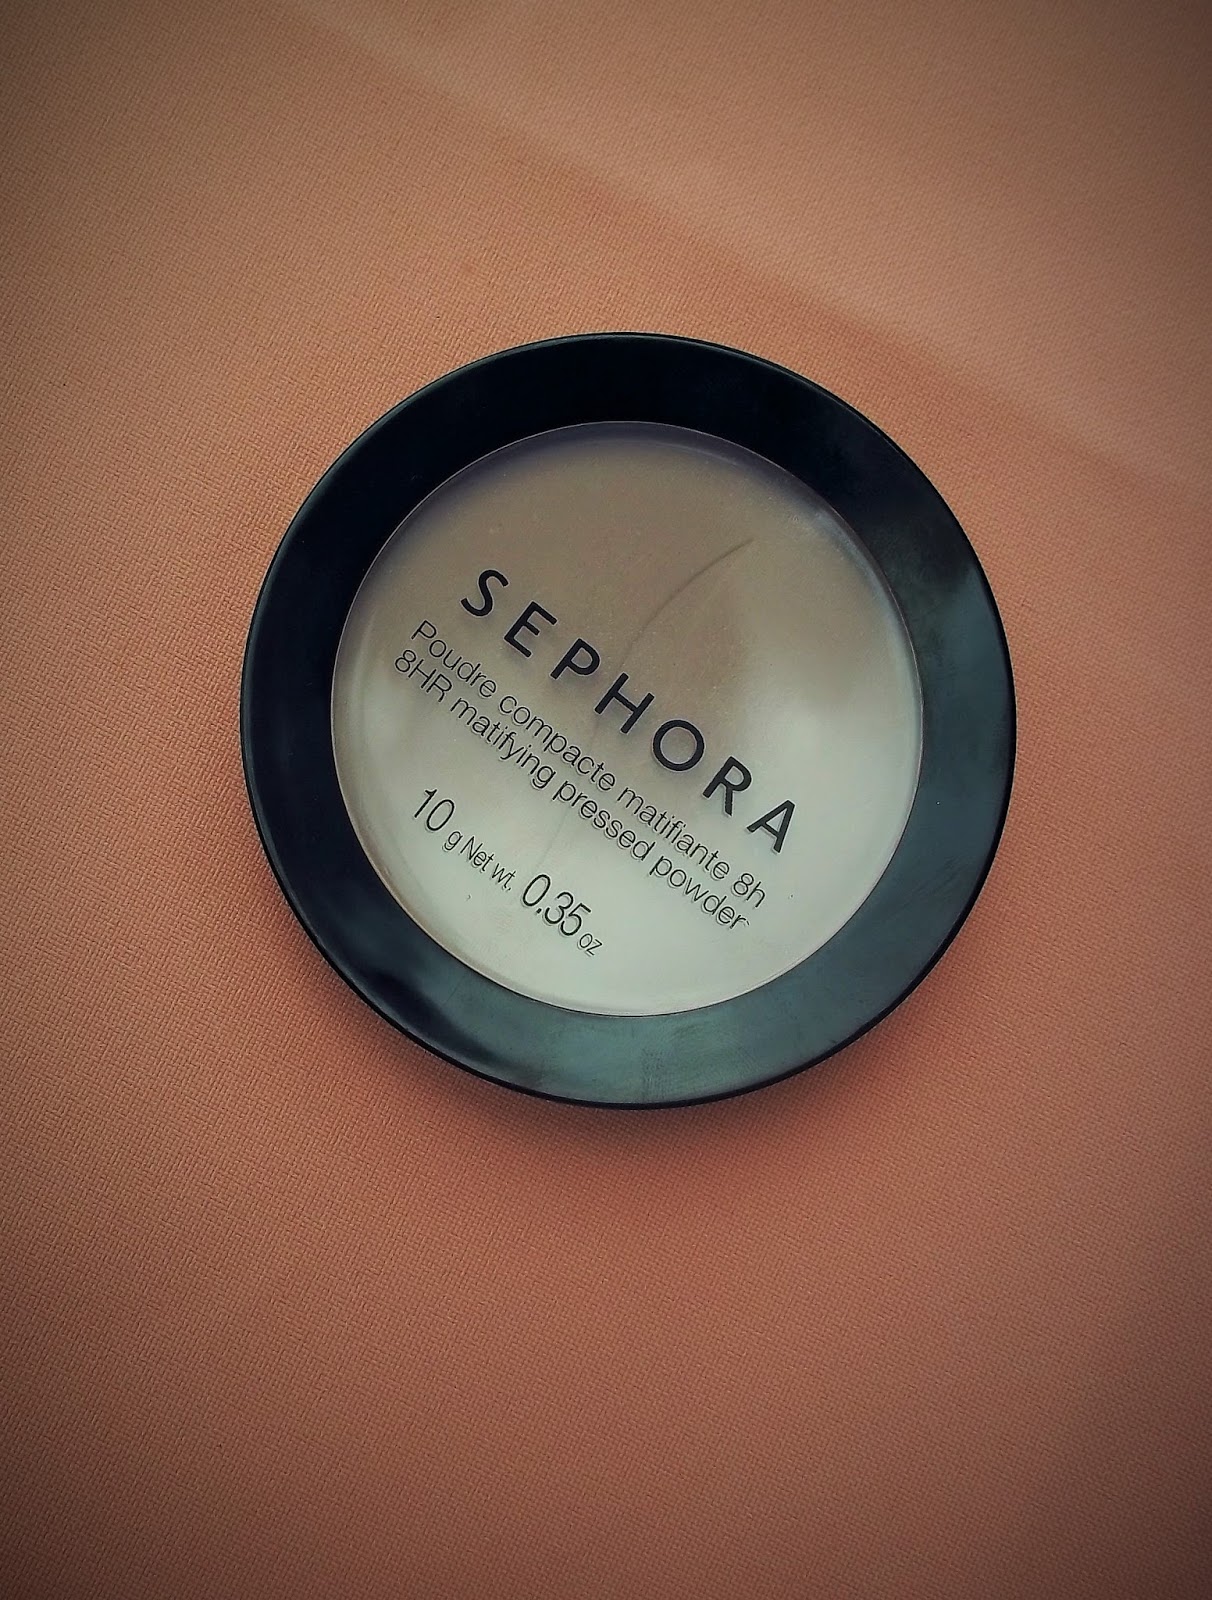 SEPHORA
Poudre compacte matifiante 8h
8HR matifying pressed powder
10 g Net wt. 0.35 oz